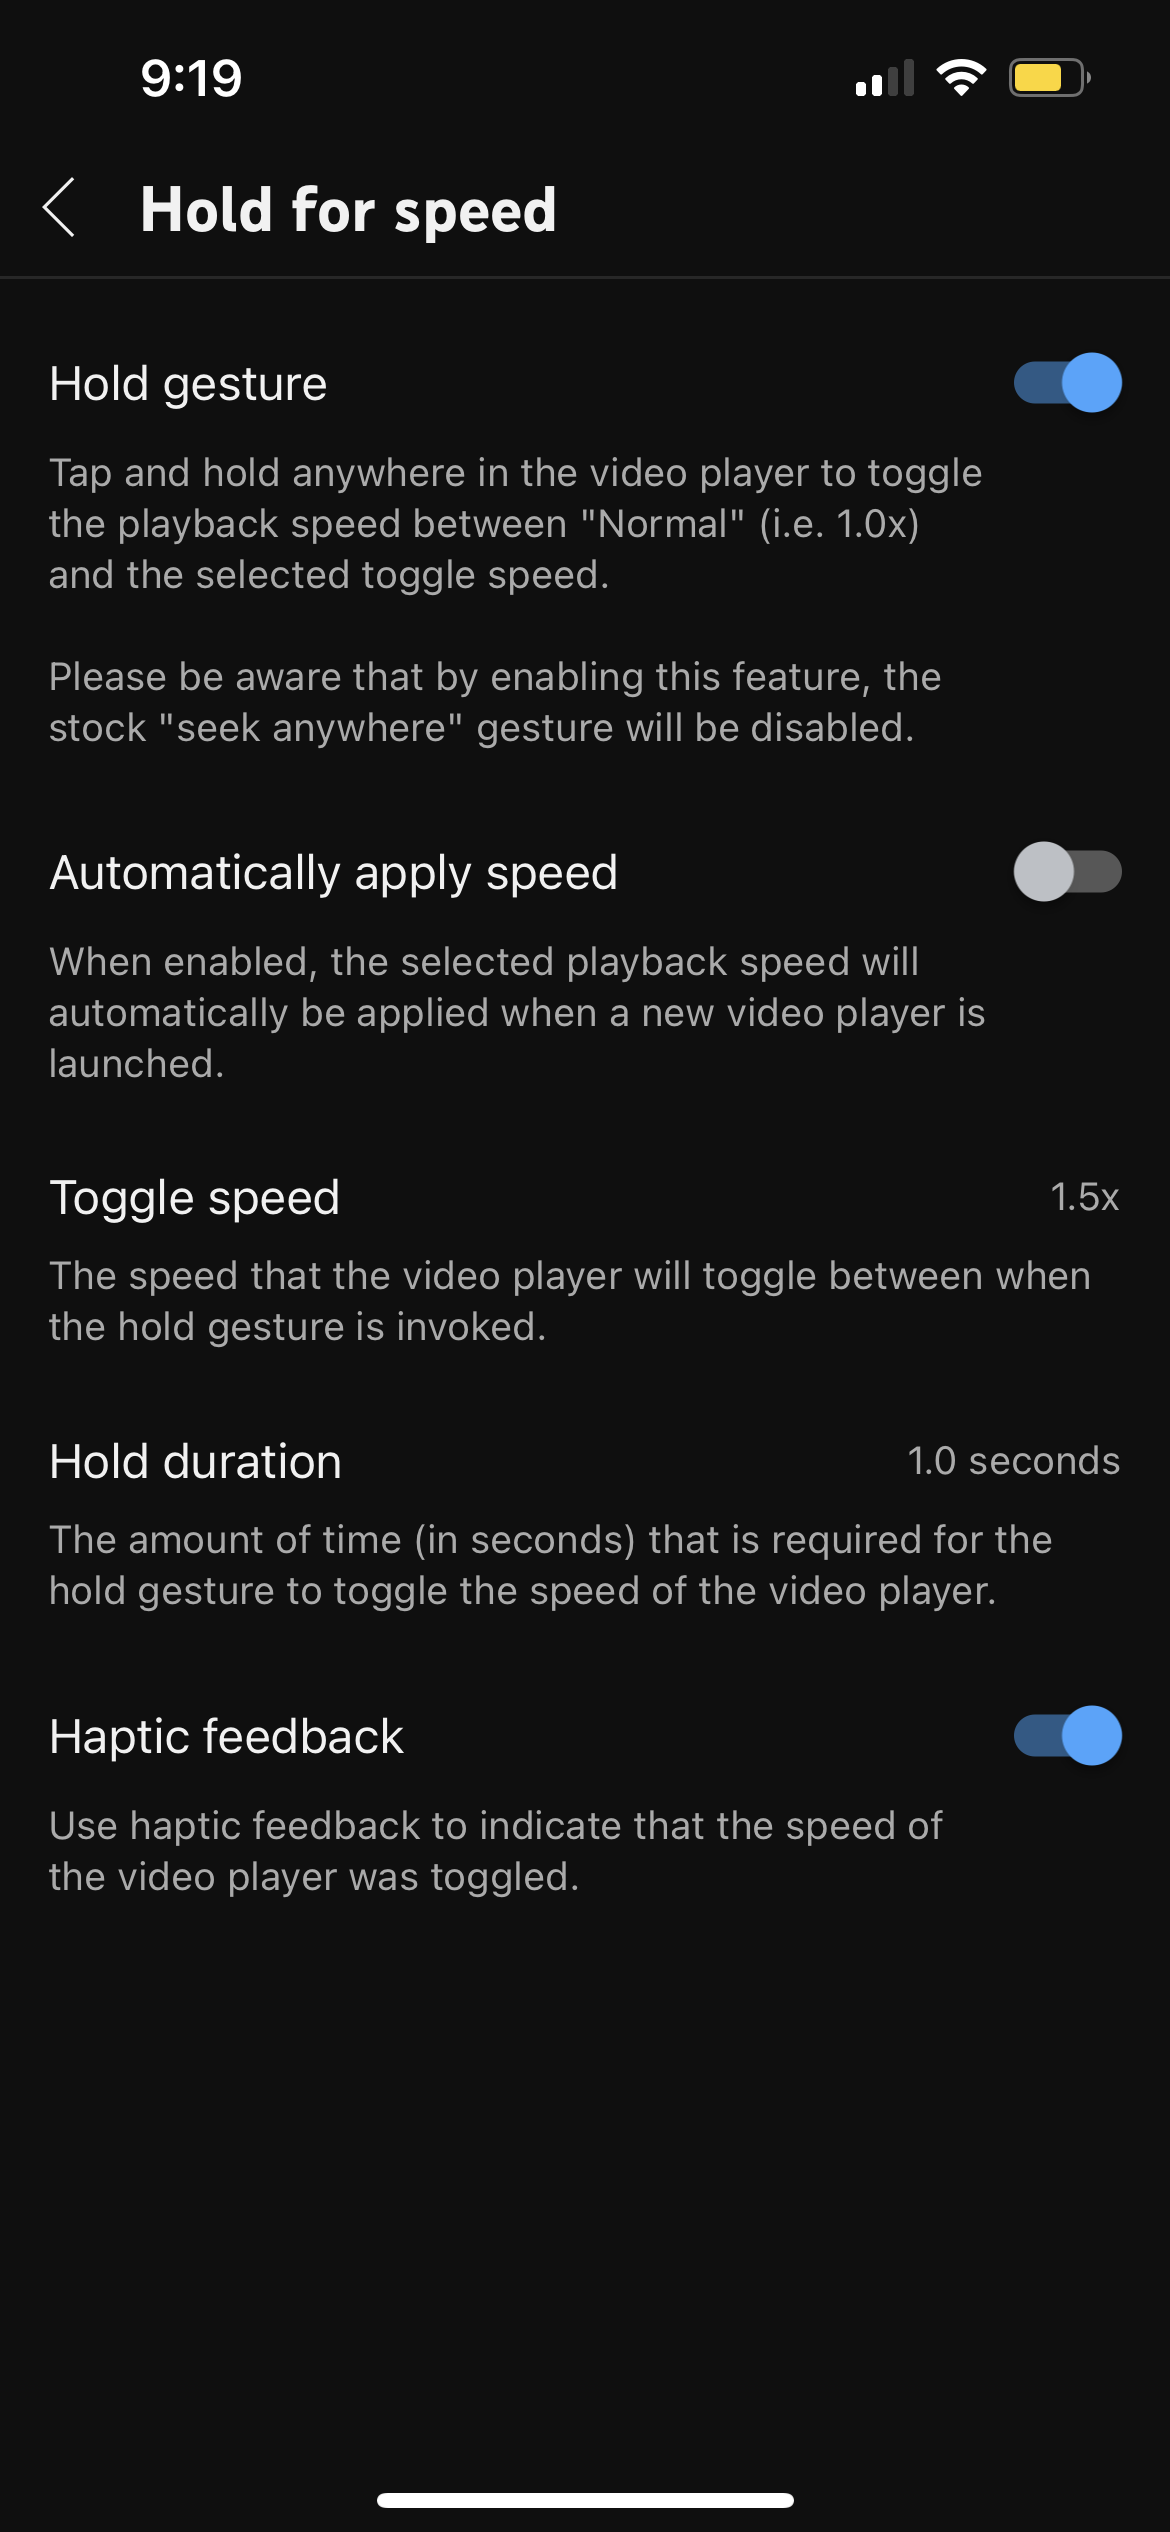 9:19
Hold for speed
Hold gesture
Tap and hold anywhere in the video player to toggle
the playback speed between "Normal" (i.e. 1.0x)
and the selected toggle speed.
Please be aware that by enabling this feature, the
stock "seek anywhere" gesture will be disabled.
Automatically apply speed
When enabled, the selected playback speed will
automatically be applied when a new video player is
launched.
Toggle speed 1.5x
The speed that the video player will toggle between when
the hold gesture is invoked.
Hold duration 1.0 seconds
The amount of time (in seconds) that is required for the
hold gesture to toggle the speed of the video player.
Haptic feedback
Use haptic feedback to indicate that the speed of
the video player was toggled.